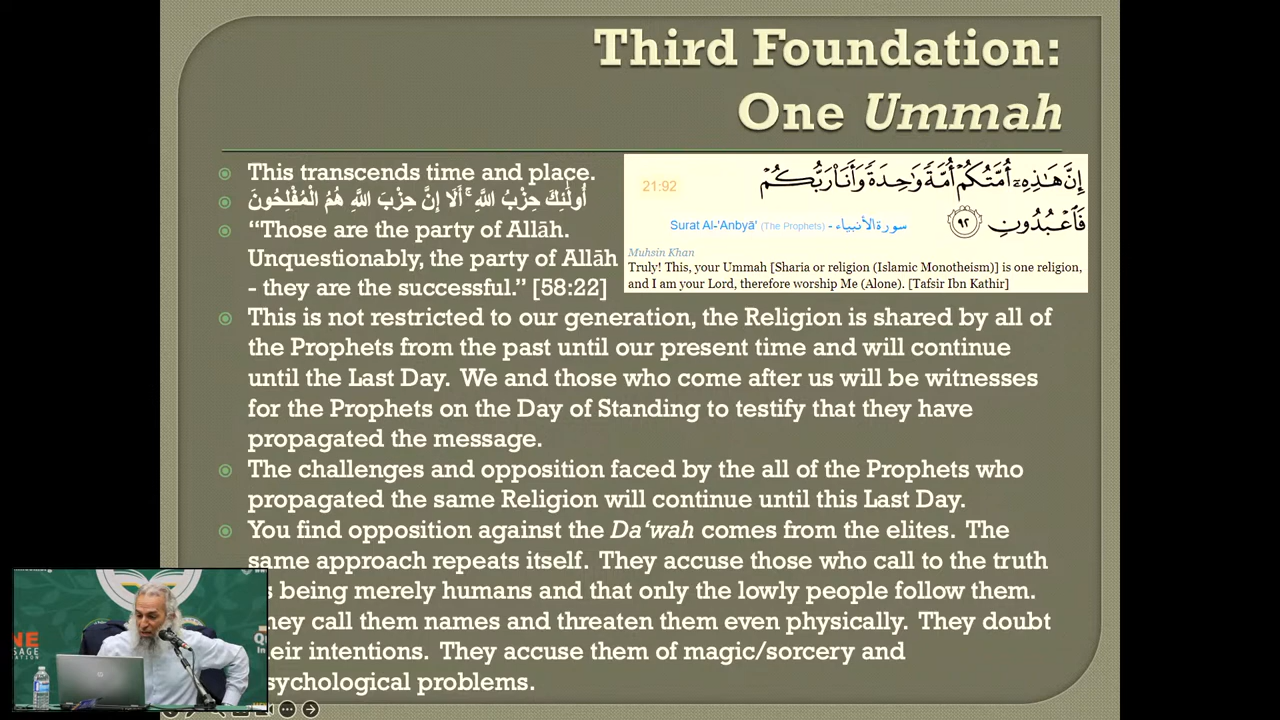 Third Foundation:
One Ummah
This transcends time and place.
أُولَٰئِكَ حِزْبُ اللَّهِ ۚ أَلَا إِنَّ حِزْبَ اللَّهِ هُمُ الْمُفْلِحُونَ
“Those are the party of Allāh.
Unquestionably, the party of Allāh
- they are the successful.” [58:22]
إِنَّ هَـٰذِهِۦٓ أُمَّتُكُمْ أُمَّةً وَٰحِدَةً وَأَنَا۠ رَبُّكُمْ
21:92
فَٱعْبُدُونِ ٩٢
Surat Al-'Anbyā' (The Prophets) - سورة الأنبياء
Muhsin Khan
Truly! This, your Ummah [Sharia or religion (Islamic Monotheism)] is one religion,
and I am your Lord, therefore worship Me (Alone). [Tafsir Ibn Kathir]
This is not restricted to our generation, the Religion is shared by all of
the Prophets from the past until our present time and will continue
until the Last Day. We and those who come after us will be witnesses
for the Prophets on the Day of Standing to testify that they have
propagated the message.
The challenges and opposition faced by the all of the Prophets who
propagated the same Religion will continue until this Last Day.
You find opposition against the Da‘wah comes from the elites. The
same approach repeats itself. They accuse those who call to the truth
s being merely humans and that only the lowly people follow them.
hey call them names and threaten them even physically. They doubt
eir intentions. They accuse them of magic/sorcery and
sychological problems.
NE
SAGE